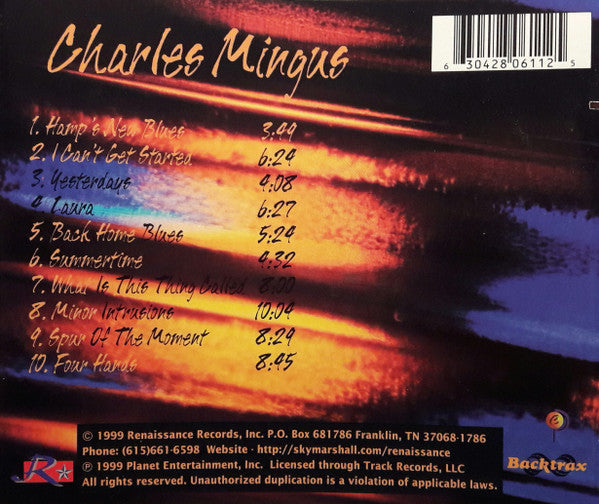 Charles Mingus
6 30428 06112 5
1. Hamp's New Blues 3:44
2. I Can't Get Started 6:24
3. Yesterdays 4:08
4. Laura 6:27
5. Back Home Blues 5:24
6. Summertime 4:32
7. What Is This Thing Called 8:00
8. Minor Intrusions 10:04
9. Spur Of The Moment 8:24
10. Four Hands 8:45
© 1999 Renaissance Records, Inc. P.O. Box 681786 Franklin, TN 37068-1786
Phone: (615)661-6598 Website - http://skymarshall.com/renaissance
℗ 1999 Planet Entertainment, Inc. Licensed through Track Records, LLC
All rights reserved. Unauthorized duplication is a violation of applicable laws.
R
Backtrax